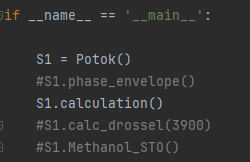 if __name__ == '__main__':
S1 = Potok()
#S1.phase_envelope()
S1.calculation()
#S1.calc_drossel(3900)
#S1.Methanol_STO()